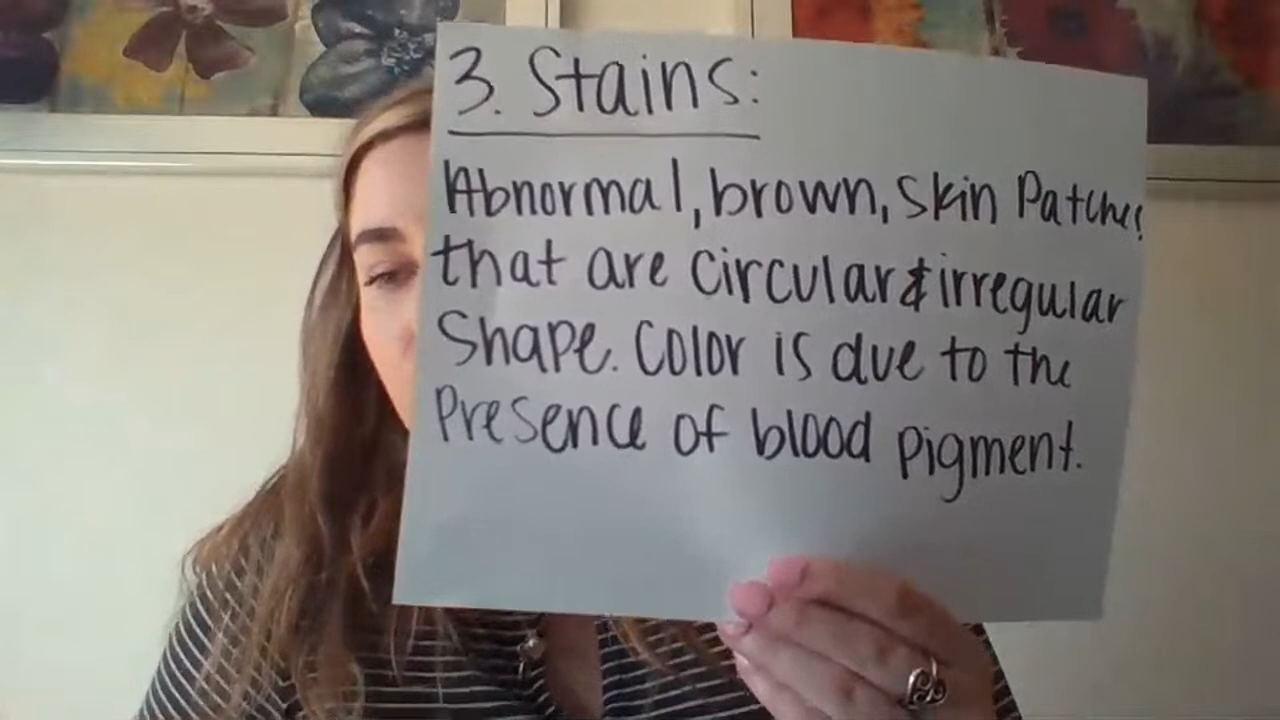 3. Stains:
Abnormal, brown, Skin Patches
that are circular & irregular
Shape. Color is due to the
Presence of blood Pigment.